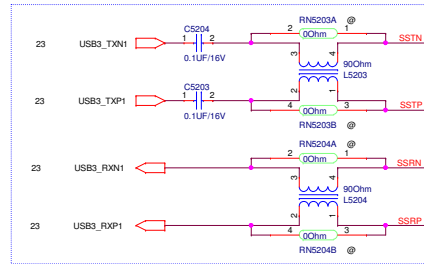 RN5203A @
C5204
2 0Ohm 1
23 USB3_TXN1 1 2 SSTN
0.1UF/16V
3 4
90Ohm
L5203
C5203
2 1
23 USB3_TXP1 1 2 SSTP
0.1UF/16V
4 0Ohm 3
RN5203B @
RN5204A @
2 0Ohm 1
23 USB3_RXN1 SSRN
3 4
90Ohm
L5204
2 1
23 USB3_RXP1 SSRP
4 0Ohm 3
RN5204B @